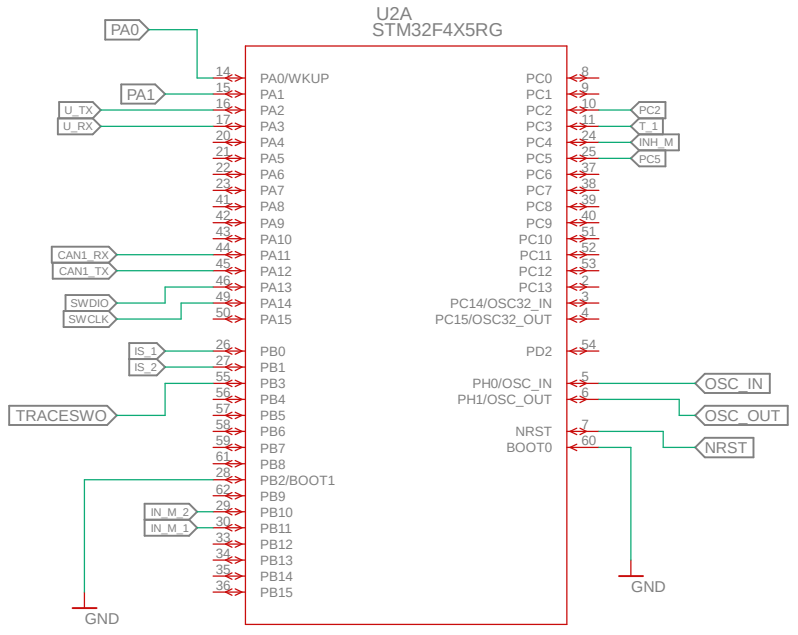 U2A
STM32F4X5RG
PA0
14 PA0/WKUP PC0 8
PA1 15 PA1 PC1 9
U_TX 16 PA2 PC2 10 PC2
U_RX 17 PA3 PC3 11 T_1
20 PA4 PC4 24 INH_M
21 PA5 PC5 25 PC5
22 PA6 PC6 37
23 PA7 PC7 38
41 PA8 PC8 39
42 PA9 PC9 40
43 PA10 PC10 51
CAN1_RX 44 PA11 PC11 52
CAN1_TX 45 PA12 PC12 53
46 PA13 PC13 2
SWDIO 49 PA14 PC14/OSC32_IN 3
SWCLK 50 PA15 PC15/OSC32_OUT 4
IS_1 26 PB0 PD2 54
IS_2 27 PB1
55 PB3 PH0/OSC_IN 5 OSC_IN
56 PB4 PH1/OSC_OUT 6
TRACESWO 57 PB5 OSC_OUT
58 PB6 NRST 7
59 PB7 BOOT0 60 NRST
61 PB8
28 PB2/BOOT1
62 PB9
IN_M_2 29 PB10
IN_M_1 30 PB11
33 PB12
34 PB13
35 PB14
36 PB15 GND
GND